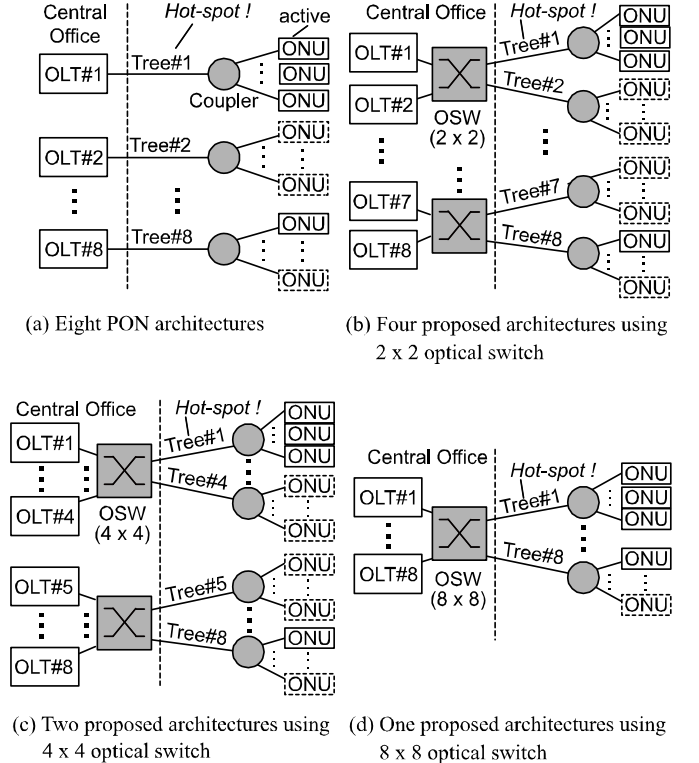 Central Office
Hot-spot !
active
OLT#1
Tree#1
Coupler
ONU
ONU
ONU
OLT#2
Tree#2
ONU
ONU
OLT#8
Tree#8
ONU
ONU
(a) Eight PON architectures
Central Office
Hot-spot !
OLT#1
OLT#2
OSW
(2 x 2)
Tree#1
ONU
ONU
ONU
Tree#2
ONU
ONU
OLT#7
OLT#8
Tree#7
ONU
ONU
Tree#8
ONU
ONU
(b) Four proposed architectures using
2 x 2 optical switch
Central Office
Hot-spot !
OLT#1
OLT#4
OSW
(4 x 4)
Tree#1
ONU
ONU
ONU
Tree#4
ONU
ONU
OLT#5
OLT#8
Tree#5
ONU
ONU
Tree#8
ONU
ONU
(c) Two proposed architectures using
4 x 4 optical switch
Central Office
Hot-spot !
OLT#1
OLT#8
OSW
(8 x 8)
Tree#1
ONU
ONU
ONU
Tree#8
ONU
ONU
(d) One proposed architectures using
8 x 8 optical switch